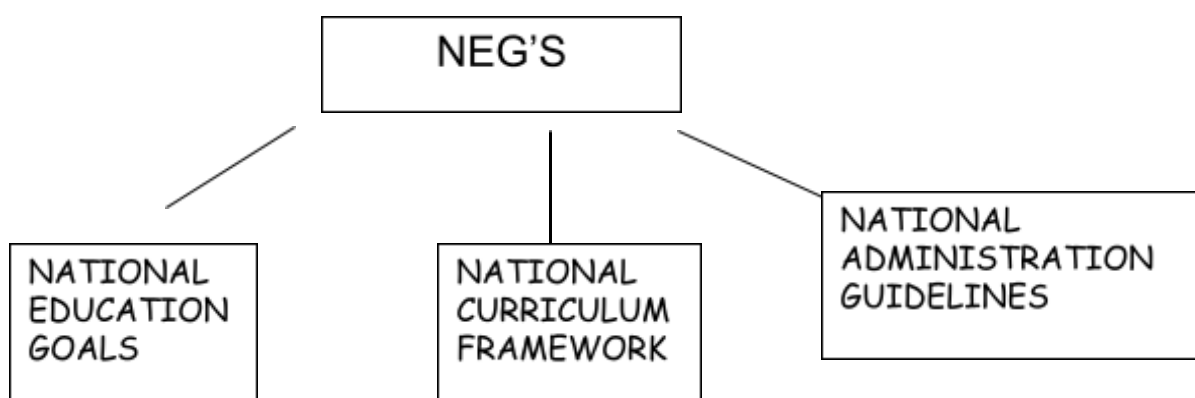 NEG'S
NATIONAL
EDUCATION
GOALS
NATIONAL
CURRICULUM
FRAMEWORK
NATIONAL
ADMINISTRATION
GUIDELINES